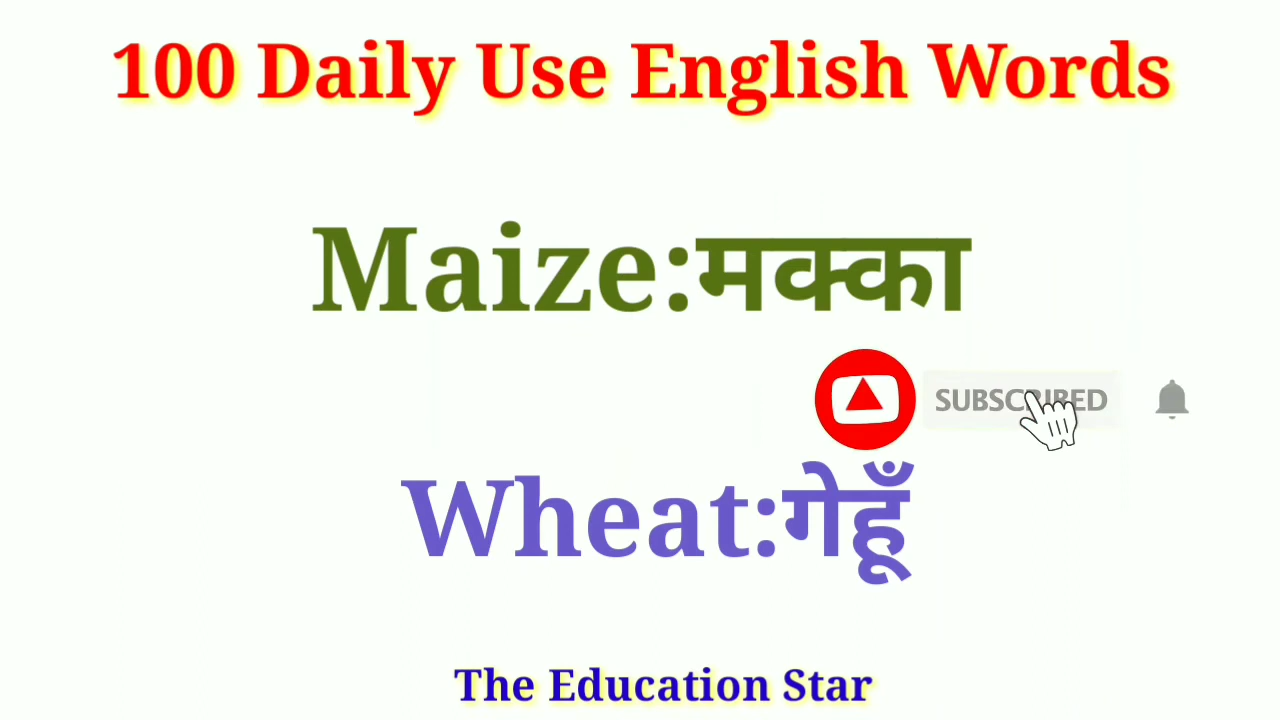 100 Daily Use English Words
Maize:मक्का
SUBSCRIBED
Wheat:गेहूँ
The Education Star